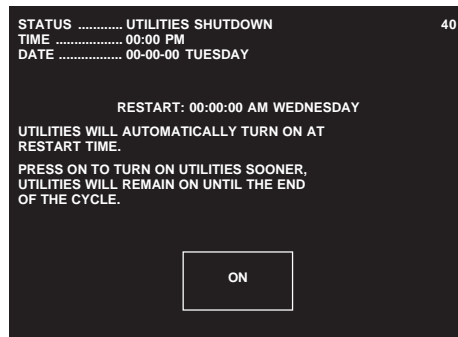 STATUS ............ UTILITIES SHUTDOWN 40
TIME .................. 00:00 PM
DATE ................. 00-00-00 TUESDAY
RESTART: 00:00:00 AM WEDNESDAY
UTILITIES WILL AUTOMATICALLY TURN ON AT
RESTART TIME.
PRESS ON TO TURN ON UTILITIES SOONER,
UTILITIES WILL REMAIN ON UNTIL THE END
OF THE CYCLE.
ON